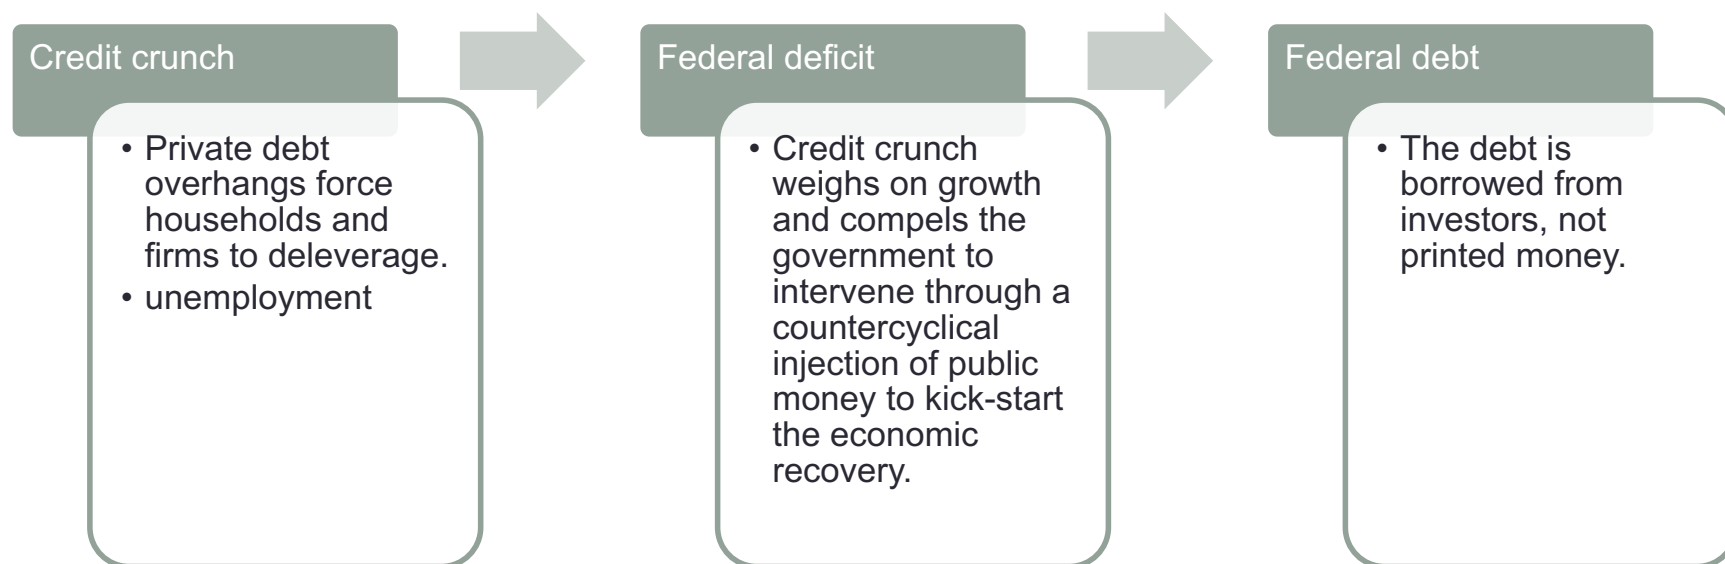 Credit crunch
• Private debt
overhangs force
households and
firms to deleverage.
• unemployment
Federal deficit
• Credit crunch
weighs on growth
and compels the
government to
intervene through a
countercyclical
injection of public
money to kick-start
the economic
recovery.
Federal debt
• The debt is
borrowed from
investors, not
printed money.